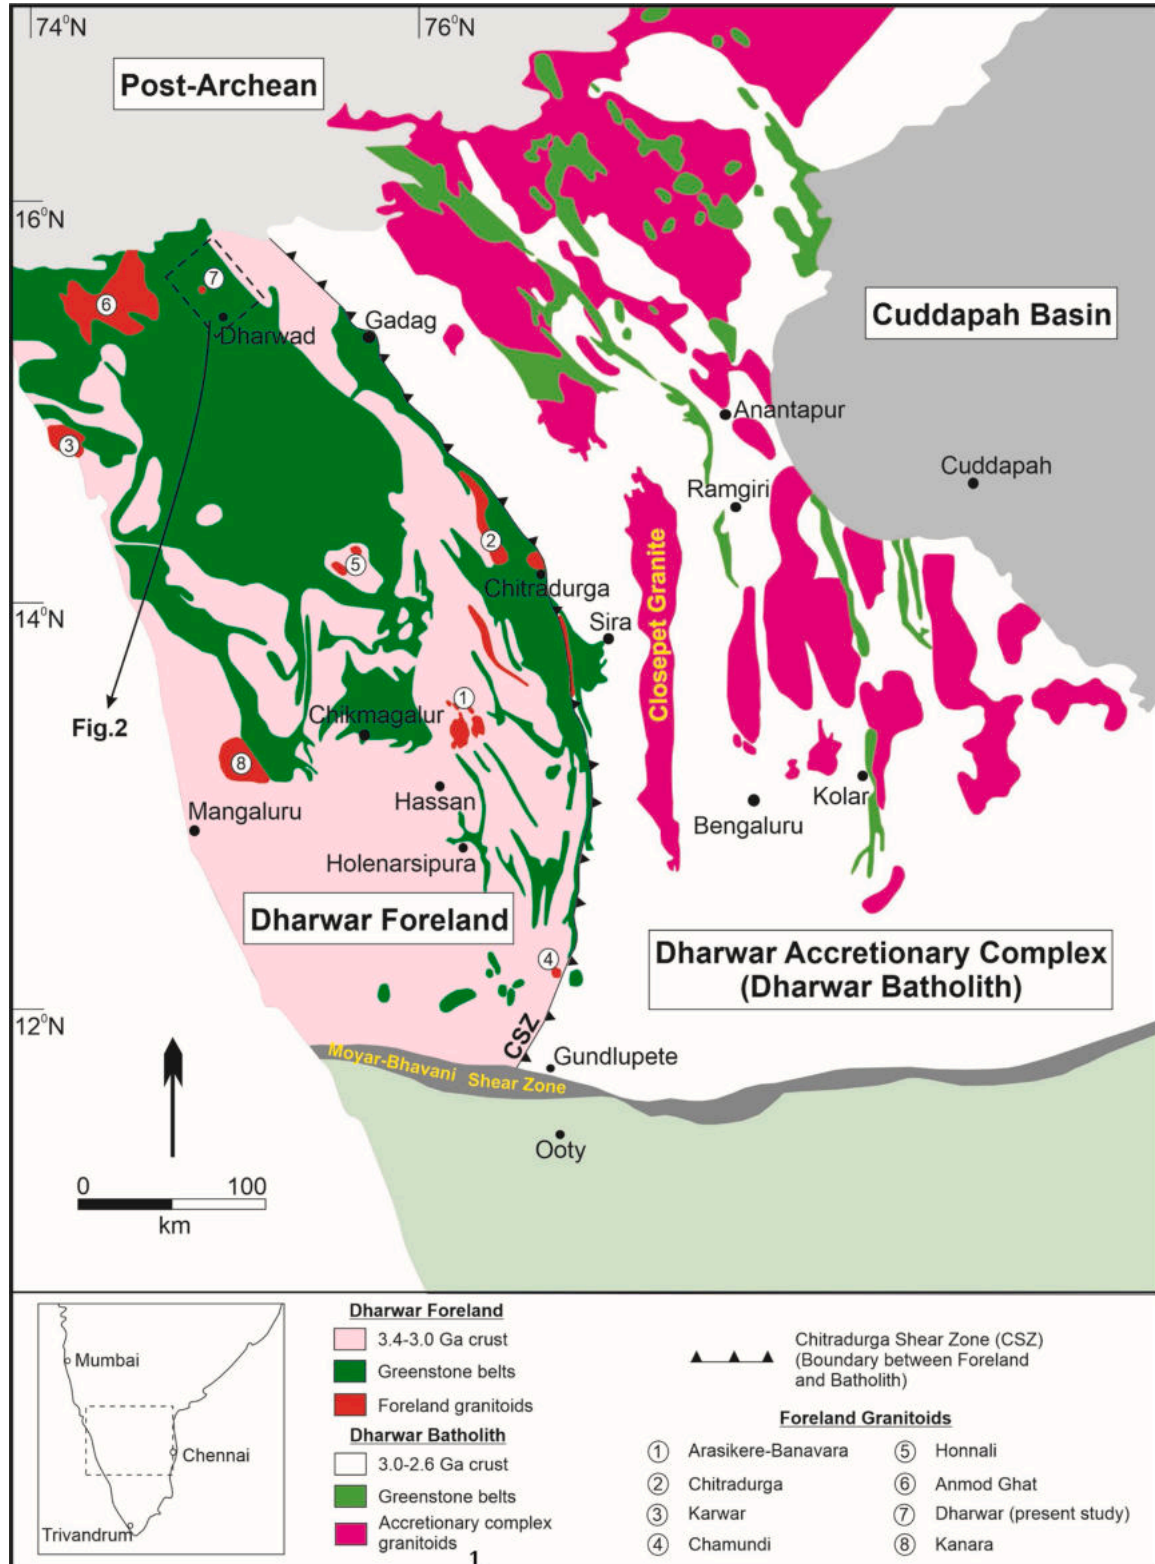 74⁰N
76⁰N
Post-Archean
16⁰N
Cuddapah Basin
6
7
Dharwad
Gadag
Anantapur
3
Cuddapah
Ramgiri
2
5
Chitradurga
14⁰N
Sira
Closepet Granite
1
Fig.2
Chikmagalur
8
Hassan
Kolar
Mangaluru
Bengaluru
Holenarsipura
Dharwar Foreland
Dharwar Accretionary Complex
(Dharwar Batholith)
4
12⁰N
CSZ
Moyar-Bhavani Shear Zone
Gundlupete
Ooty
0 100
km
Mumbai
Chennai
Trivandrum
Dharwar Foreland
3.4-3.0 Ga crust
Greenstone belts
Foreland granitoids
Dharwar Batholith
3.0-2.6 Ga crust
Greenstone belts
Accretionary complex
granitoids
1
Chitradurga Shear Zone (CSZ)
(Boundary between Foreland
and Batholith)
Foreland Granitoids
1 Arasikere-Banavara
2 Chitradurga
3 Karwar
4 Chamundi
5 Honnali
6 Anmod Ghat
7 Dharwar (present study)
8 Kanara